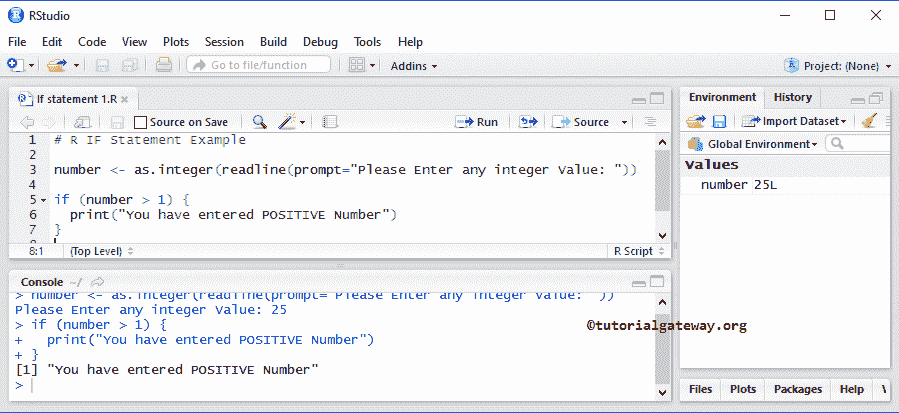 RStudio
File Edit Code View Plots Session Build Debug Tools Help
Go to file/function Addins Project: (None)
If statement 1.R
Source on Save Run Source
1 # R IF Statement Example
2
3 number <- as.integer(readline(prompt="Please Enter any integer Value: "))
4
5 if (number > 1) {
6   print("You have entered POSITIVE Number")
7 }
8:1 (Top Level) R Script
Console ~/
> number <- as.integer(readline(prompt="Please Enter any integer Value: "))
Please Enter any integer Value: 25
> if (number > 1) {
+   print("You have entered POSITIVE Number")
+ }
[1] "You have entered POSITIVE Number"
>
Environment History
Import Dataset
Global Environment
Values
number 25L
©tutorialgateway.org
Files Plots Packages Help